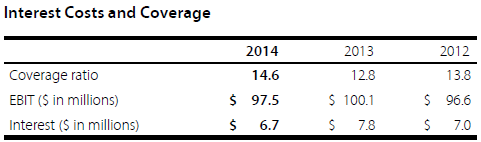 Interest Costs and Coverage
2014 2013 2012
Coverage ratio 14.6 12.8 13.8
EBIT ($ in millions) $ 97.5 $ 100.1 $ 96.6
Interest ($ in millions) $ 6.7 $ 7.8 $ 7.0